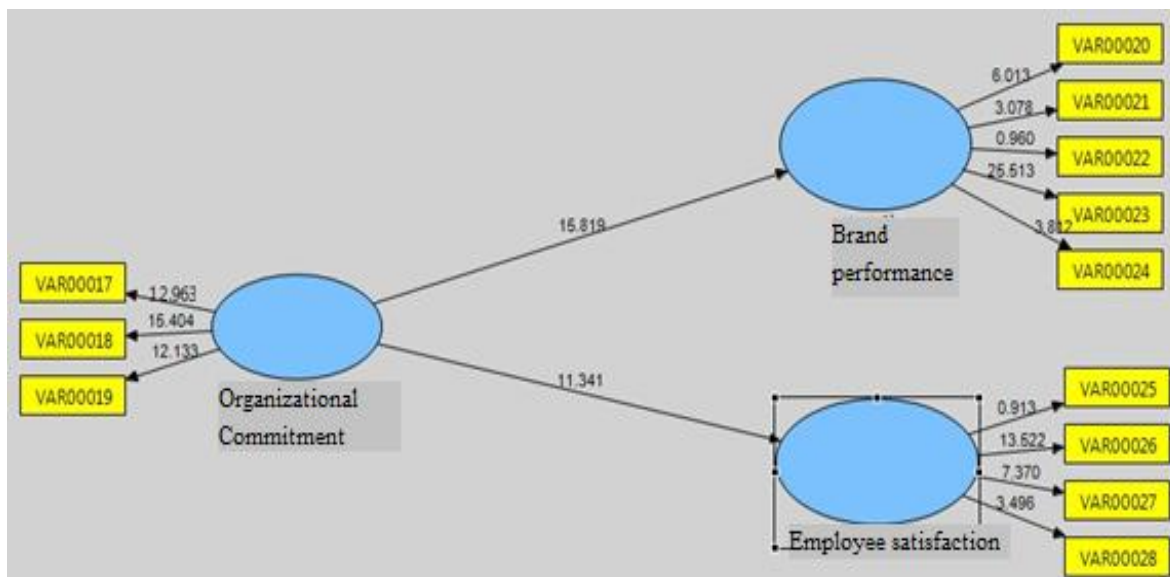 VAR00020
6.013
VAR00021
3.078
0.960
VAR00022
25.513
VAR00023
3.812
VAR00024
Brand
performance
15.819
VAR00017
12.963
VAR00018
15.404
VAR00019
12.133
Organizational
Commitment
11.341
VAR00025
0.913
VAR00026
13.522
VAR00027
7.370
3.496
VAR00028
Employee satisfaction